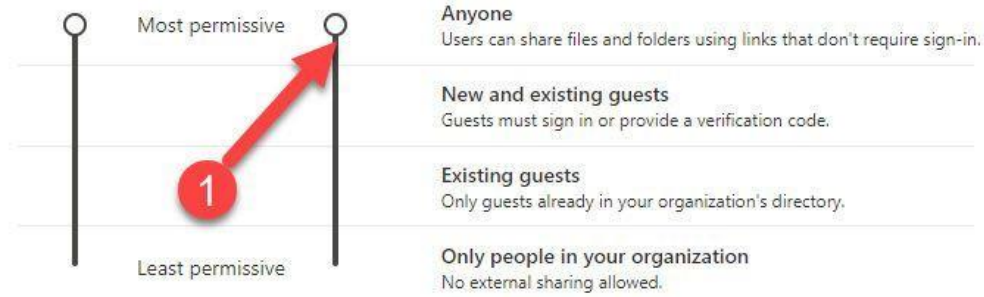 Most permissive
Anyone
Users can share files and folders using links that don't require sign-in.
New and existing guests
Guests must sign in or provide a verification code.
1
Existing guests
Only guests already in your organization's directory.
Least permissive
Only people in your organization
No external sharing allowed.